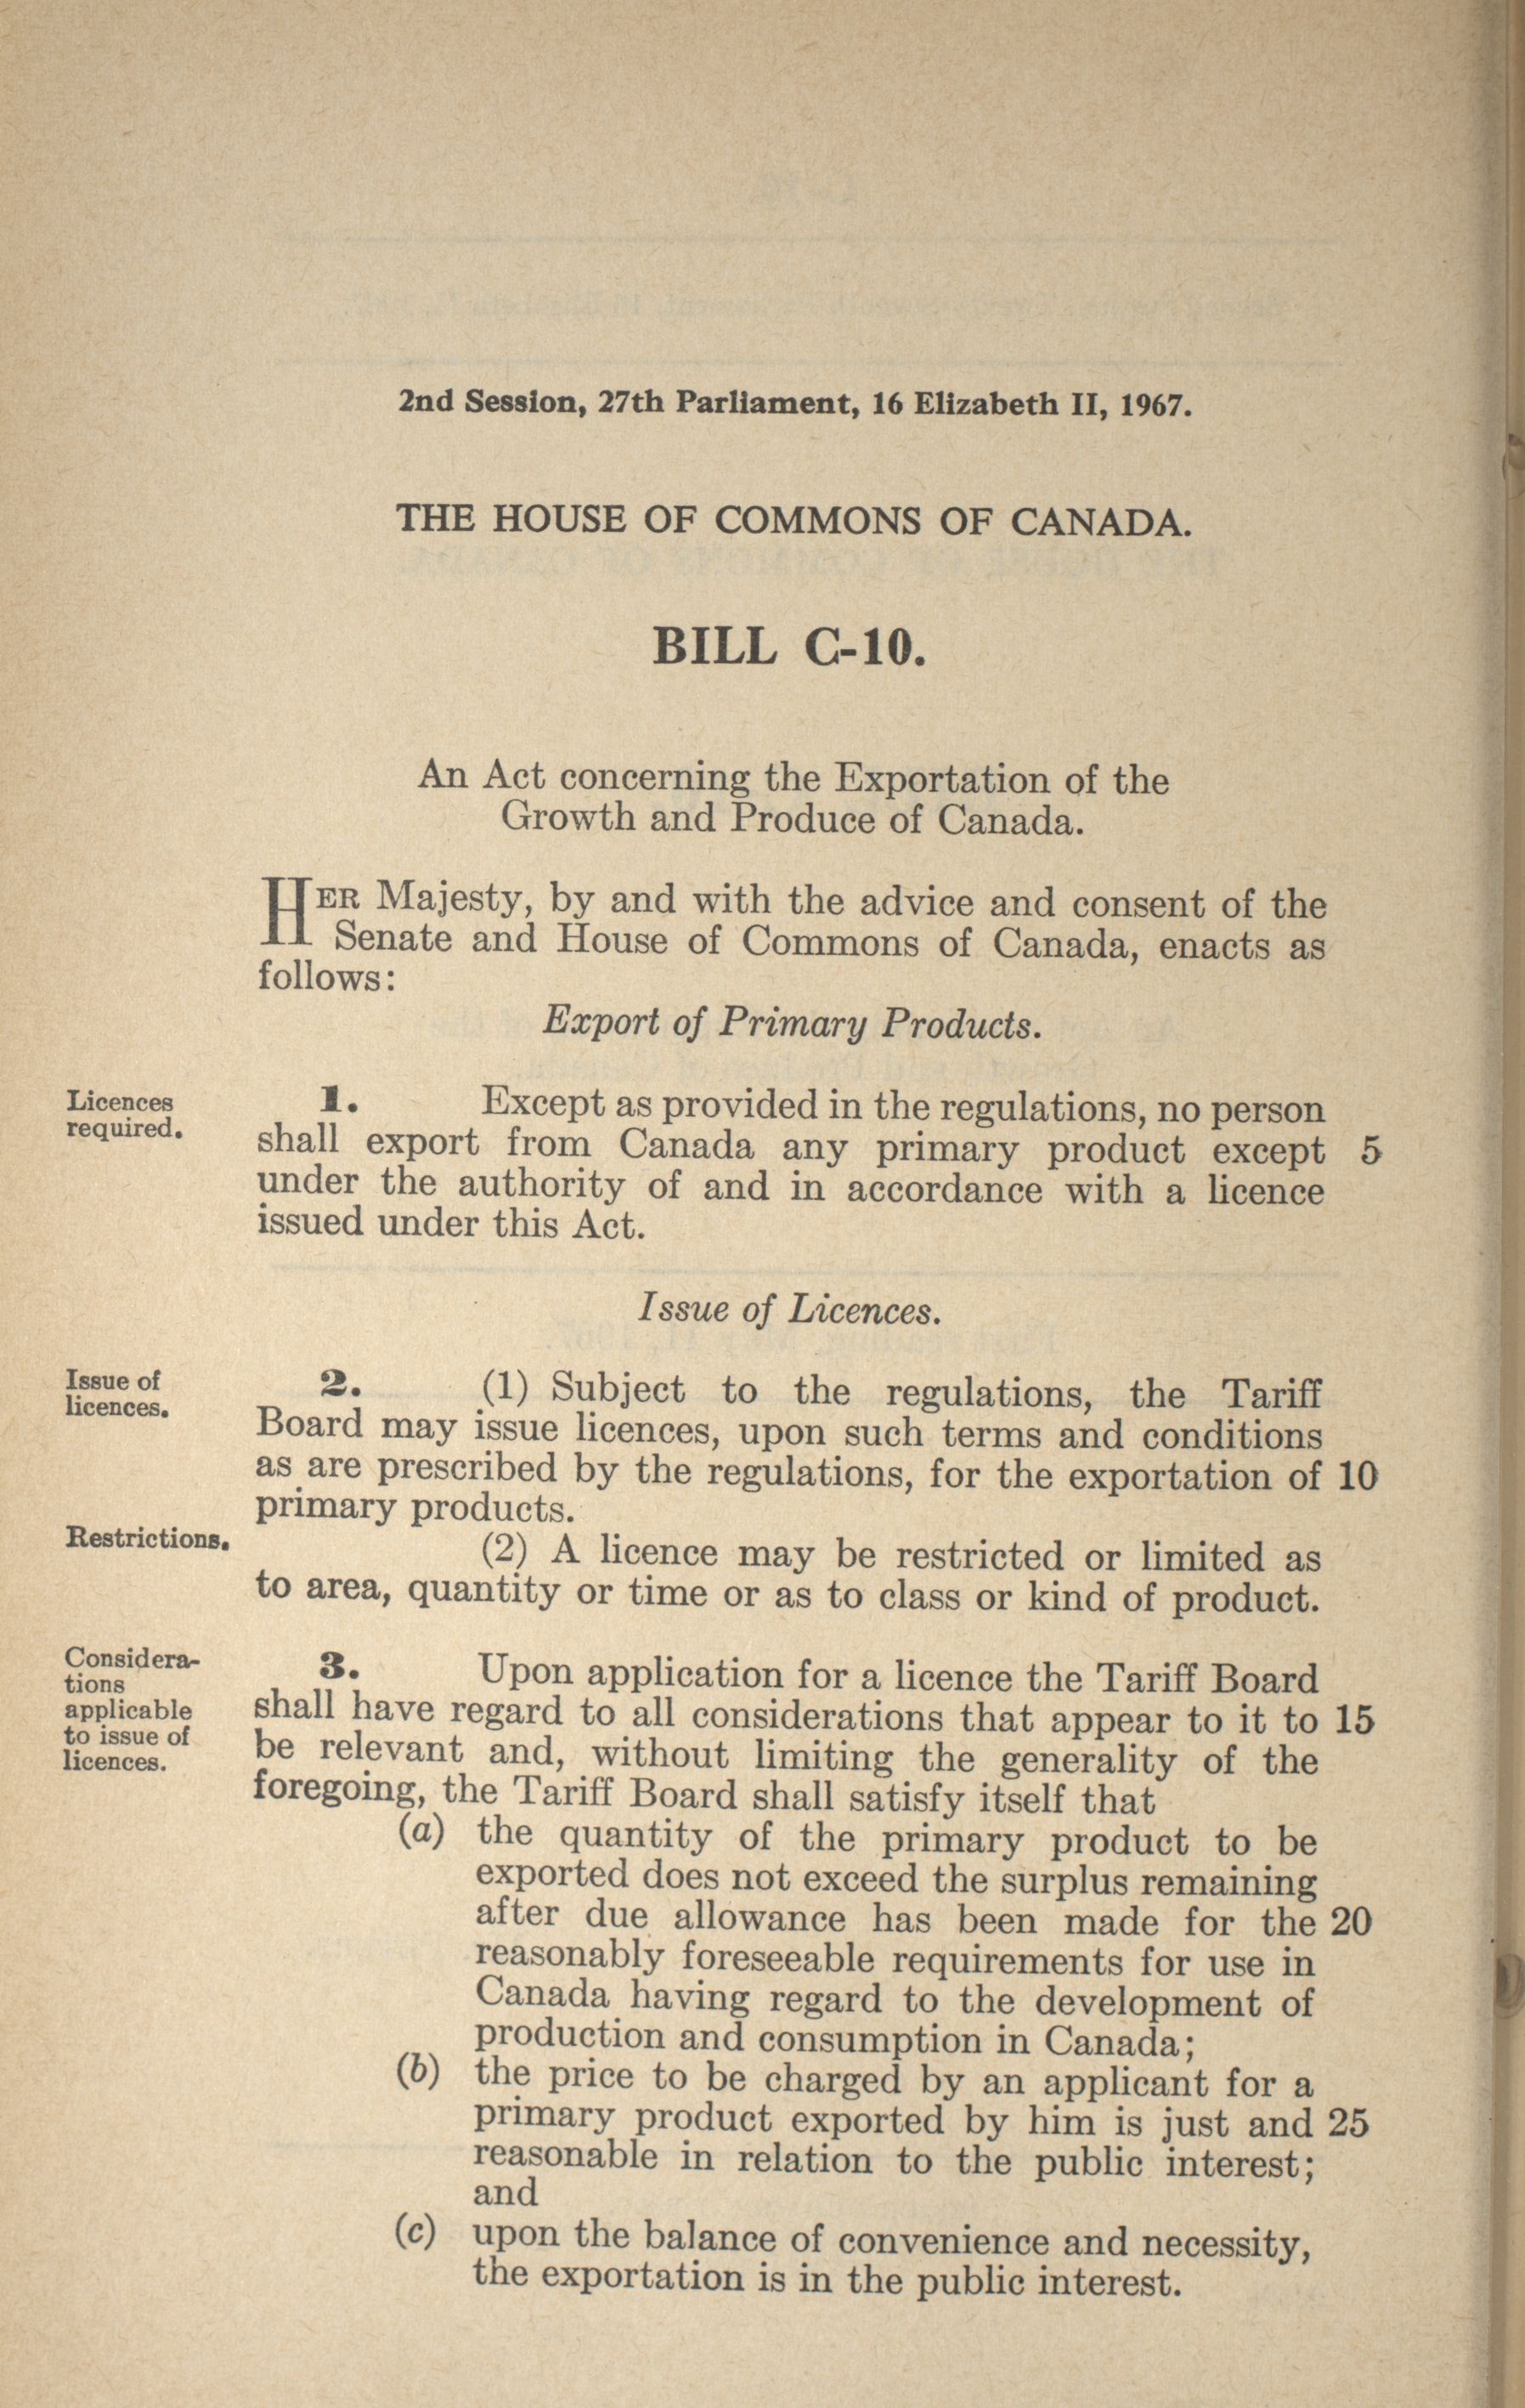 2nd Session, 27th Parliament, 16 Elizabeth II, 1967.
THE HOUSE OF COMMONS OF CANADA.
BILL C-10.
An Act concerning the Exportation of the
Growth and Produce of Canada.
HER Majesty, by and with the advice and consent of the
Senate and House of Commons of Canada, enacts as
follows:
Export of Primary Products.
Licences
required.
1. Except as provided in the regulations, no person
shall export from Canada any primary product except 5
under the authority of and in accordance with a licence
issued under this Act.
Issue of Licences.
Issue of
licences.
2. (1) Subject to the regulations, the Tariff
Board may issue licences, upon such terms and conditions
as are prescribed by the regulations, for the exportation of 10
primary products.
Restrictions.
(2) A licence may be restricted or limited as
to area, quantity or time or as to class or kind of product.
Considera-
tions
applicable
to issue of
licences.
3. Upon application for a licence the Tariff Board
shall have regard to all considerations that appear to it to 15
be relevant and, without limiting the generality of the
foregoing, the Tariff Board shall satisfy itself that
(a) the quantity of the primary product to be
exported does not exceed the surplus remaining
after due allowance has been made for the 20
reasonably foreseeable requirements for use in
Canada having regard to the development of
production and consumption in Canada;
(b) the price to be charged by an applicant for a
primary product exported by him is just and 25
reasonable in relation to the public interest;
and
(c) upon the balance of convenience and necessity,
the exportation is in the public interest.